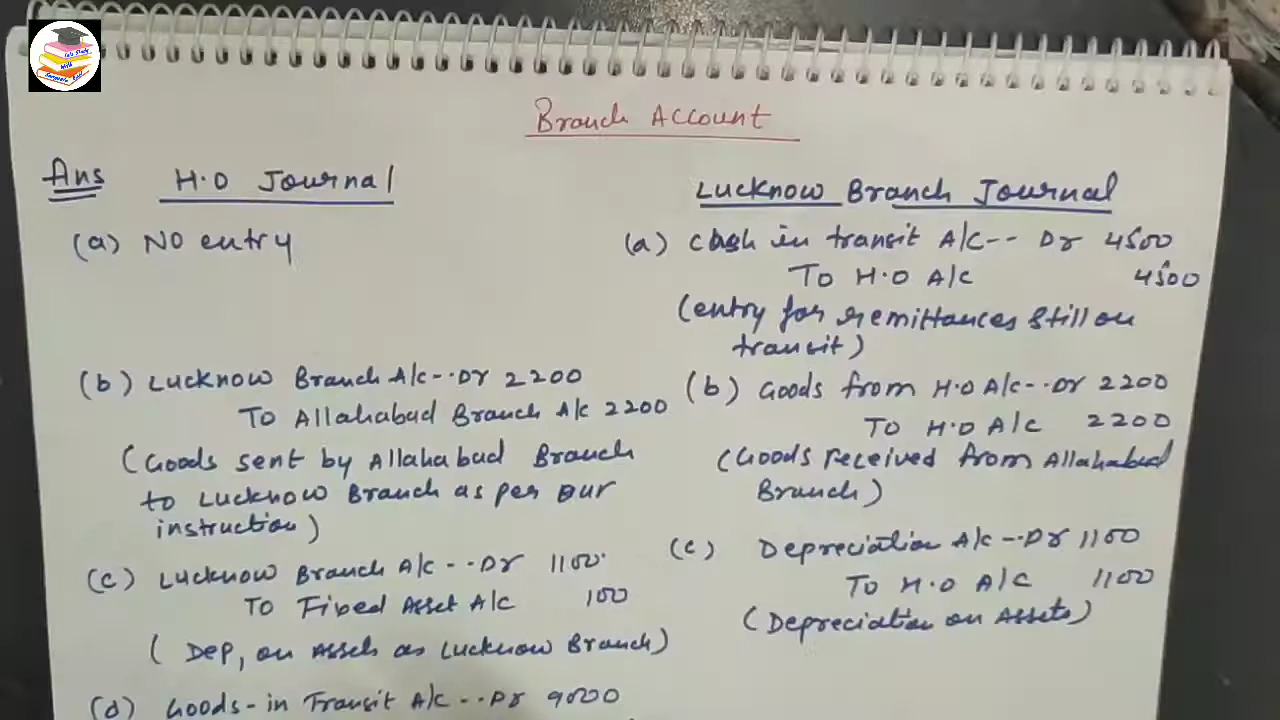 Branch Account
Ans H.O Journal
(a) No entry
(b) Lucknow Branch A/c--Dr 2200
To Allahabad Branch A/c 2200
(Goods sent by Allahabad Branch
to Lucknow Branch as per our
instruction)
(c) Lucknow Branch A/c --Dr 1100
To Fixed Asset A/c 100
(Dep, on Assets as Lucknow Branch)
(d) Goods-in Transit A/c --Dr 9000
Lucknow Branch Journal
(a) Cash in transit A/c-- Dr 4500
To H.O A/c 4500
(entry for remittances still on
transit)
(b) Goods from H.O A/c--Dr 2200
To H.O A/c 2200
(Goods received from Allahabad
Branch)
(c) Depreciation A/c --Dr 1100
To H.O A/c 1100
(Depreciation on Assets)